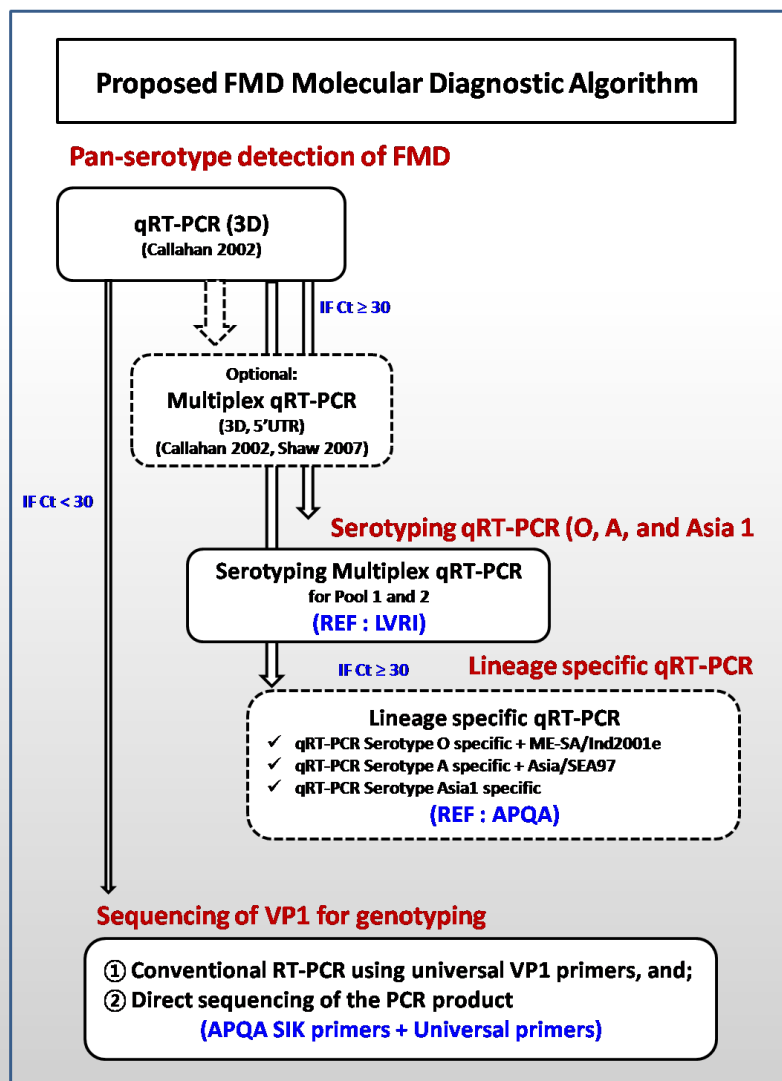 Proposed FMD Molecular Diagnostic Algorithm
Pan-serotype detection of FMD
qRT-PCR (3D)
(Callahan 2002)
IF Ct ≥ 30
Optional:
Multiplex qRT-PCR
(3D, 5'UTR)
(Callahan 2002, Shaw 2007)
IF Ct < 30
Serotyping qRT-PCR (O, A, and Asia 1
Serotyping Multiplex qRT-PCR
for Pool 1 and 2
(REF : LVRI)
IF Ct ≥ 30
Lineage specific qRT-PCR
Lineage specific qRT-PCR
✓ qRT-PCR Serotype O specific + ME-SA/Ind2001e
✓ qRT-PCR Serotype A specific + Asia/SEA97
✓ qRT-PCR Serotype Asia1 specific
(REF : APQA)
Sequencing of VP1 for genotyping
① Conventional RT-PCR using universal VP1 primers, and;
② Direct sequencing of the PCR product
(APQA SIK primers + Universal primers)